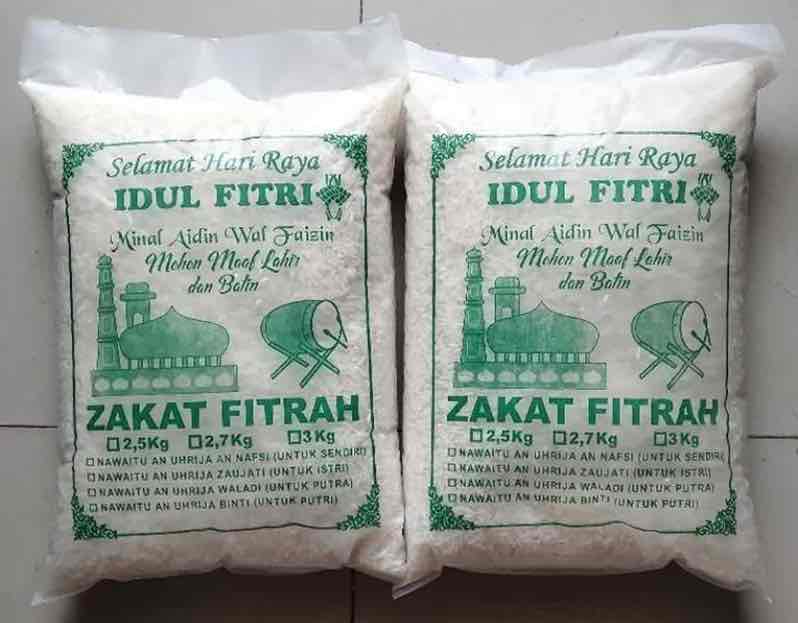 Selamat Hari Raya
IDUL FITRI
Minal Aidin Wal Faizin
Mohon Maaf Lahir
dan Batin
ZAKAT FITRAH
2,5Kg 2,7Kg 3Kg
NAWAITU AN UHRIJA AN NAFSI (UNTUK SENDIRI)
NAWAITU AN UHRIJA ZAUJATI (UNTUK ISTRI)
NAWAITU AN UHRIJA WALADI (UNTUK PUTRA)
NAWAITU AN UHRIJA BINTI (UNTUK PUTRI)
Selamat Hari Raya
IDUL FITRI
Minal Aidin Wal Faizin
Mohon Maaf Lahir
dan Batin
ZAKAT FITRAH
2,5Kg 2,7Kg 3Kg
NAWAITU AN UHRIJA AN NAFSI (UNTUK SENDIRI)
NAWAITU AN UHRIJA ZAUJATI (UNTUK ISTRI)
NAWAITU AN UHRIJA WALADI (UNTUK PUTRA)
NAWAITU AN UHRIJA BINTI (UNTUK PUTRI)